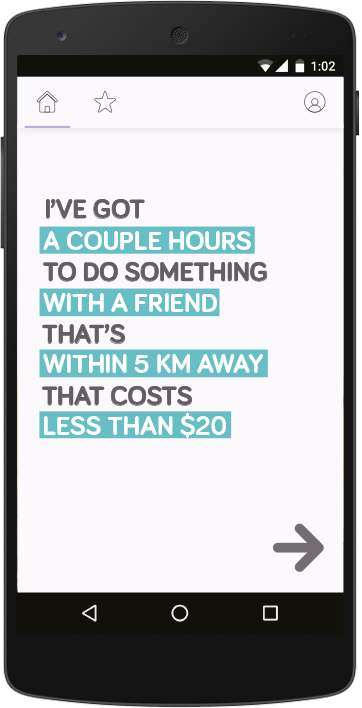 1:02
I'VE GOT
A COUPLE HOURS
TO DO SOMETHING
WITH A FRIEND
THAT'S
WITHIN 5 KM AWAY
THAT COSTS
LESS THAN $20